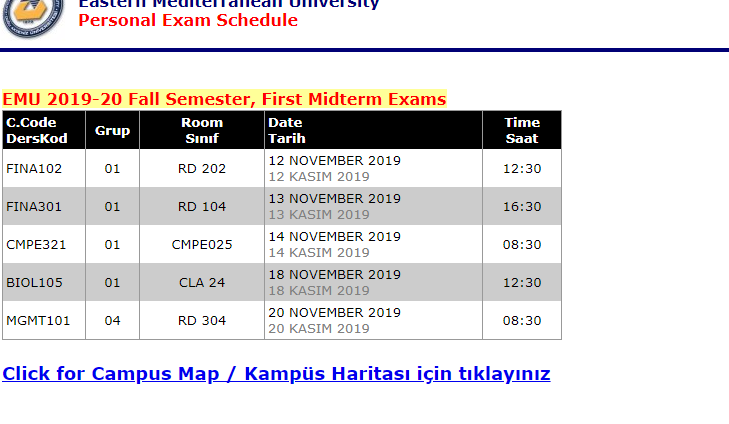 Eastern Mediterranean University
Personal Exam Schedule
EMU 2019-20 Fall Semester, First Midterm Exams
C.Code DersKod Grup Room Sınıf Date Tarih Time Saat
FINA102 01 RD 202 12 NOVEMBER 2019 12 KASIM 2019 12:30
FINA301 01 RD 104 13 NOVEMBER 2019 13 KASIM 2019 16:30
CMPE321 01 CMPE025 14 NOVEMBER 2019 14 KASIM 2019 08:30
BIOL105 01 CLA 24 18 NOVEMBER 2019 18 KASIM 2019 12:30
MGMT101 04 RD 304 20 NOVEMBER 2019 20 KASIM 2019 08:30
Click for Campus Map / Kampüs Haritası için tıklayınız